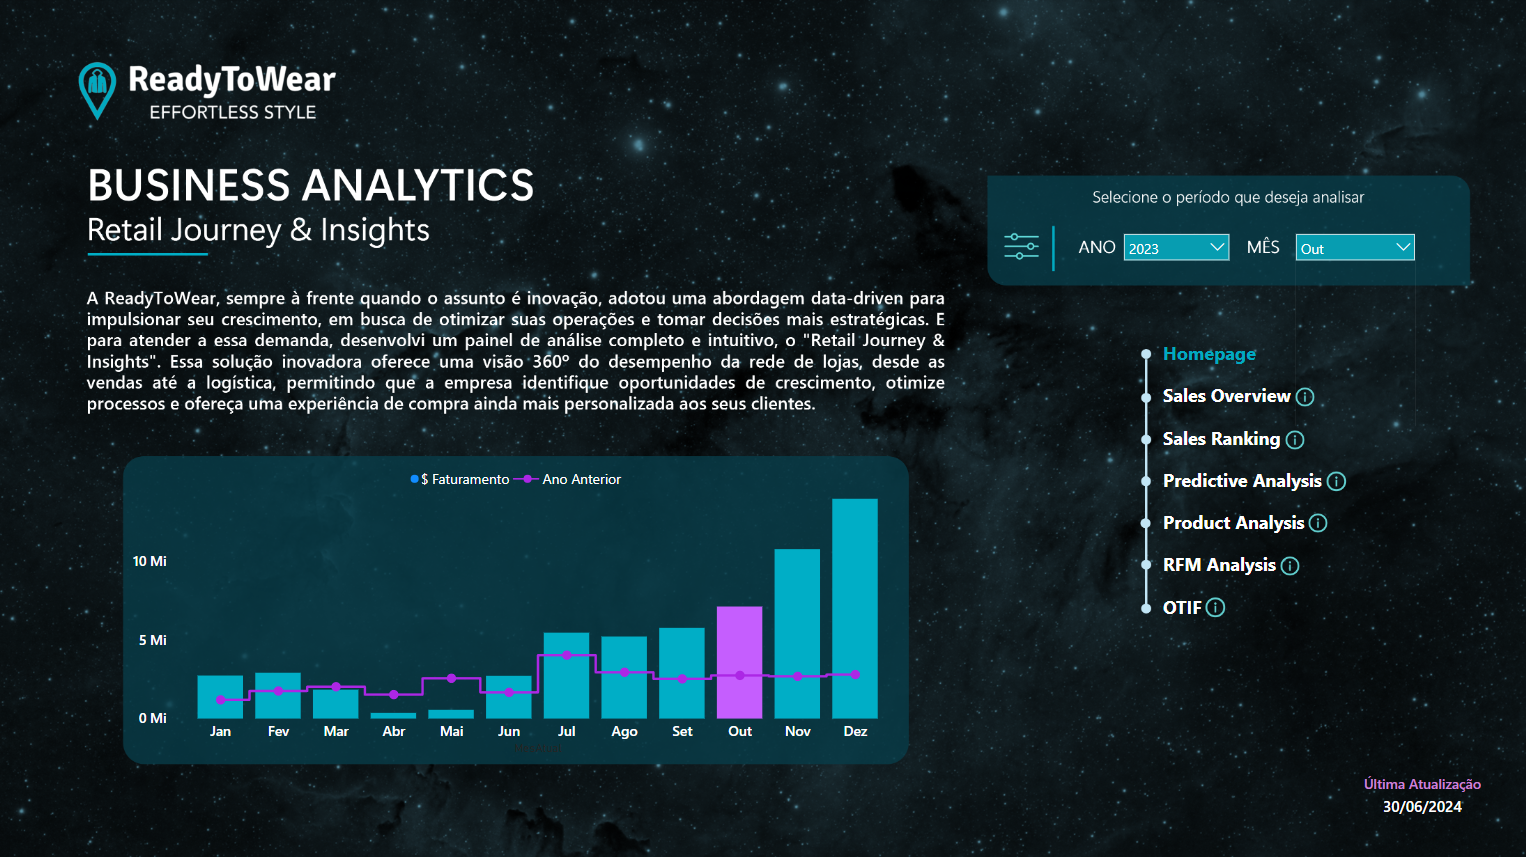 ReadyToWear
EFFORTLESS STYLE
BUSINESS ANALYTICS
Retail Journey & Insights
A ReadyToWear, sempre à frente quando o assunto é inovação, adotou uma abordagem data-driven para
impulsionar seu crescimento, em busca de otimizar suas operações e tomar decisões mais estratégicas. E
para atender a essa demanda, desenvolvi um painel de análise completo e intuitivo, o "Retail Journey &
Insights". Essa solução inovadora oferece uma visão 360º do desempenho da rede de lojas, desde as
vendas até a logística, permitindo que a empresa identifique oportunidades de crescimento, otimize
processos e ofereça uma experiência de compra ainda mais personalizada aos seus clientes.
Selecione o período que deseja analisar
ANO 2023 MÊS Out
Homepage
Sales Overview
Sales Ranking
Predictive Analysis
Product Analysis
RFM Analysis
OTIF
$ Faturamento Ano Anterior
10 Mi
5 Mi
0 Mi
Jan Fev Mar Abr Mai Jun Jul Ago Set Out Nov Dez
Última Atualização
30/06/2024